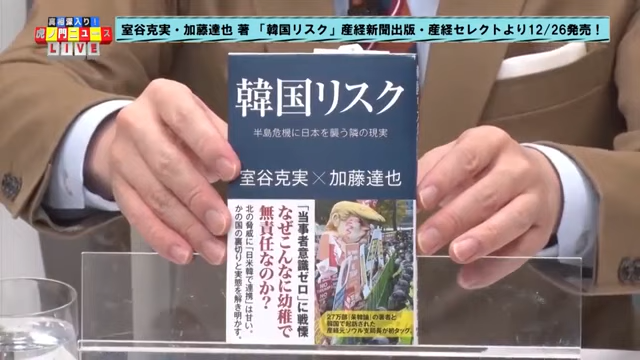 真相深入り!
虎ノ門ニュース
LIVE
室谷克実・加藤達也 著 「韓国リスク」産経新聞出版・産経セレクトより12/26発売!
韓国リスク
半島危機に日本を襲う隣の現実
室谷克実×加藤達也
「当事者意識ゼロ」に戦慄
なぜこんなに幼稚で
無責任なのか?
北の脅威に「日米韓で連携」は甘い。
かの国の裏切りと実態を解き明かす。
27万部「呆韓論」の著者と
韓国で起訴された
産経元ソウル支局長が初タッグ。